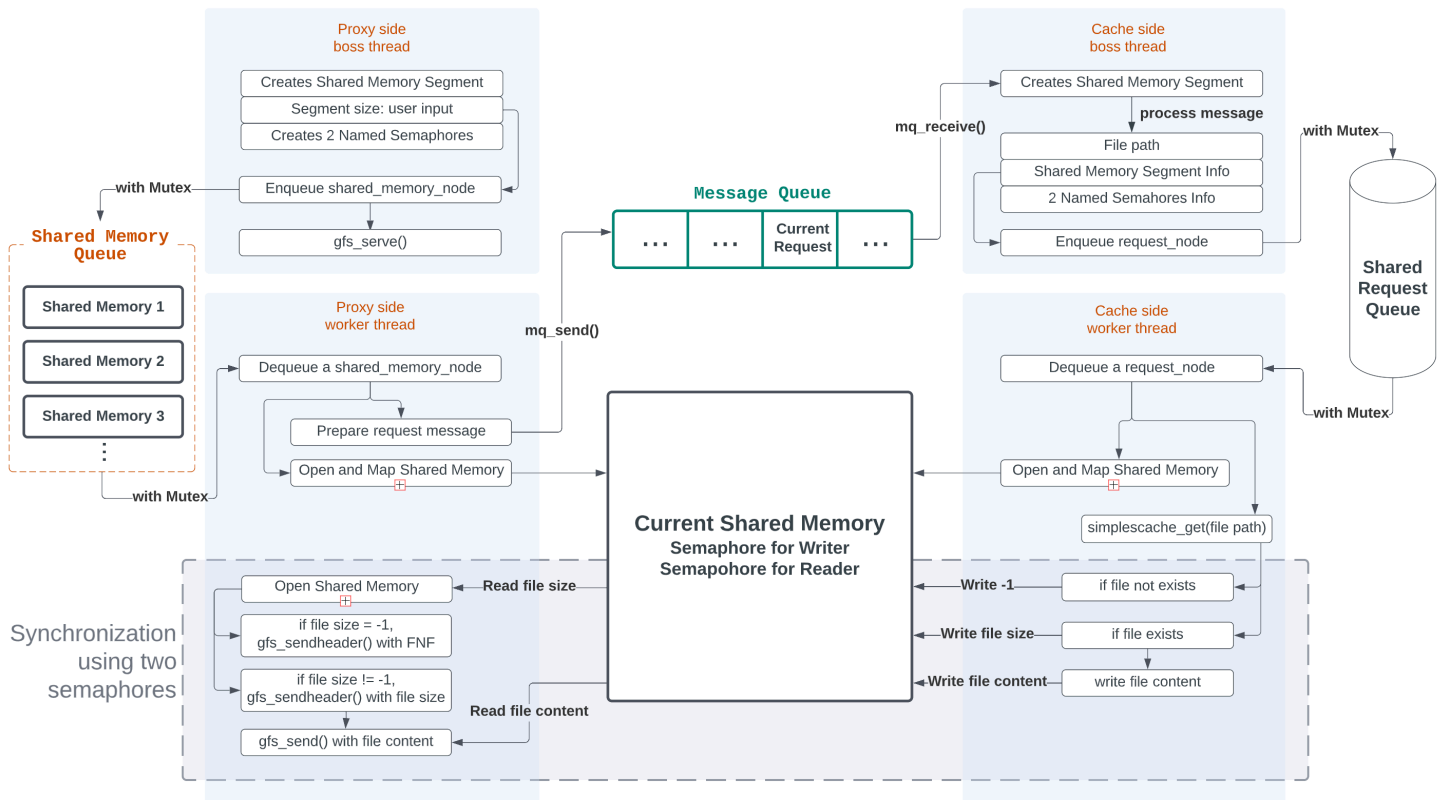 Proxy side
boss thread
Creates Shared Memory Segment
Segment size: user input
Creates 2 Named Semaphores
with Mutex
Enqueue shared_memory_node
gfs_serve()
Shared Memory
Queue
Shared Memory 1
Shared Memory 2
Shared Memory 3
⋮
with Mutex
Proxy side
worker thread
Dequeue a shared_memory_node
Prepare request message
Open and Map Shared Memory
mq_send()
Message Queue
...
...
Current
Request
...
mq_receive()
Cache side
boss thread
Creates Shared Memory Segment
process message
File path
Shared Memory Segment Info
2 Named Semahores Info
Enqueue request_node
with Mutex
Shared
Request
Queue
with Mutex
Cache side
worker thread
Dequeue a request_node
Open and Map Shared Memory
simplescache_get(file path)
Current Shared Memory
Semaphore for Writer
Semapohore for Reader
Synchronization
using two
semaphores
Open Shared Memory
Read file size
if file size = -1,
gfs_sendheader() with FNF
if file size != -1,
gfs_sendheader() with file size
Read file content
gfs_send() with file content
Write -1
if file not exists
Write file size
if file exists
Write file content
write file content